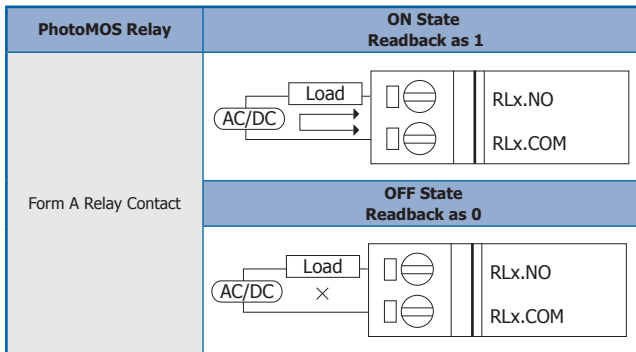 PhotoMOS Relay
ON State
Readback as 1
Form A Relay Contact
Load
AC/DC
RLx.NO
RLx.COM
OFF State
Readback as 0
Load
AC/DC
×
RLx.NO
RLx.COM